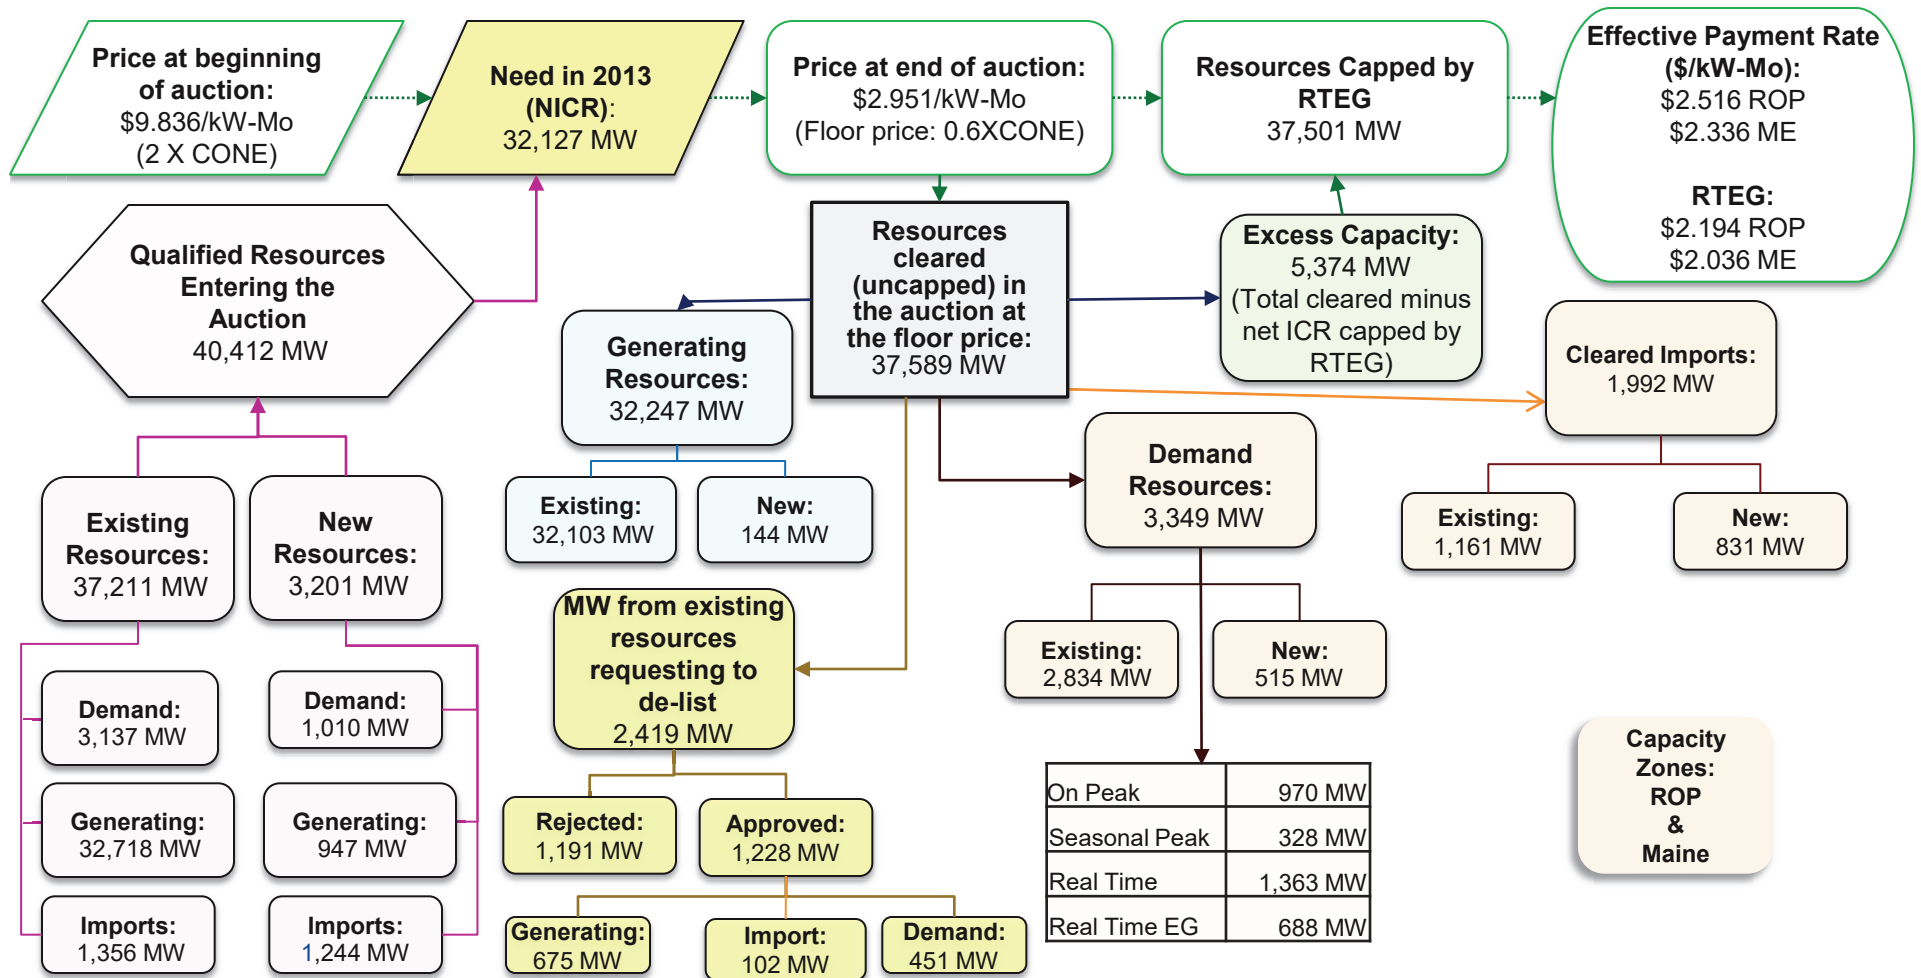 Price at beginning
of auction:
$9.836/kW-Mo
(2 X CONE)
Need in 2013
(NICR):
32,127 MW
Price at end of auction:
$2.951/kW-Mo
(Floor price: 0.6XCONE)
Resources Capped by
RTEG
37,501 MW
Effective Payment Rate
($/kW-Mo):
$2.516 ROP
$2.336 ME
RTEG:
$2.194 ROP
$2.036 ME
Qualified Resources
Entering the
Auction
40,412 MW
Resources
cleared
(uncapped) in
the auction at
the floor price:
37,589 MW
Excess Capacity:
5,374 MW
(Total cleared minus
net ICR capped by
RTEG)
Generating
Resources:
32,247 MW
Cleared Imports:
1,992 MW
Existing
Resources:
37,211 MW
New
Resources:
3,201 MW
Existing:
32,103 MW
New:
144 MW
Demand
Resources:
3,349 MW
Existing:
1,161 MW
New:
831 MW
MW from existing
resources
requesting to
de-list
2,419 MW
Existing:
2,834 MW
New:
515 MW
Demand:
3,137 MW
Demand:
1,010 MW
Generating:
32,718 MW
Generating:
947 MW
Imports:
1,356 MW
Imports:
1,244 MW
Rejected:
1,191 MW
Approved:
1,228 MW
Generating:
675 MW
Import:
102 MW
Demand:
451 MW
On Peak 970 MW
Seasonal Peak 328 MW
Real Time 1,363 MW
Real Time EG 688 MW
Capacity
Zones:
ROP
&
Maine